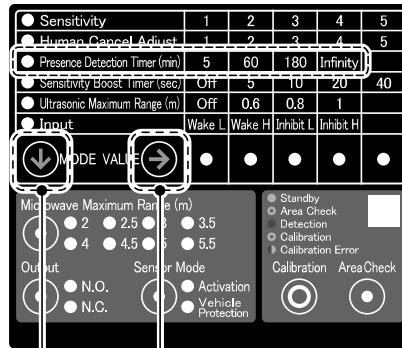 Sensitivity 1 2 3 4 5
Human Cancel Adjust 1 2 3 4 5
Presence Detection Timer (min) 5 60 180 Infinity
Sensitivity Boost Timer (sec) Off 5 10 20 40
Ultrasonic Maximum Range (m) Off 0.6 0.8 1
Input Wake L Wake H Inhibit L Inhibit H
MODE VALUE
Microwave Maximum Range (m)
2 2.5 3 3.5
4 4.5 5 5.5
Output Sensor Mode
N.O. Activation
N.C. Vehicle
Protection
Standby
Area Check
Detection
Calibration
Calibration Error
Calibration Area Check